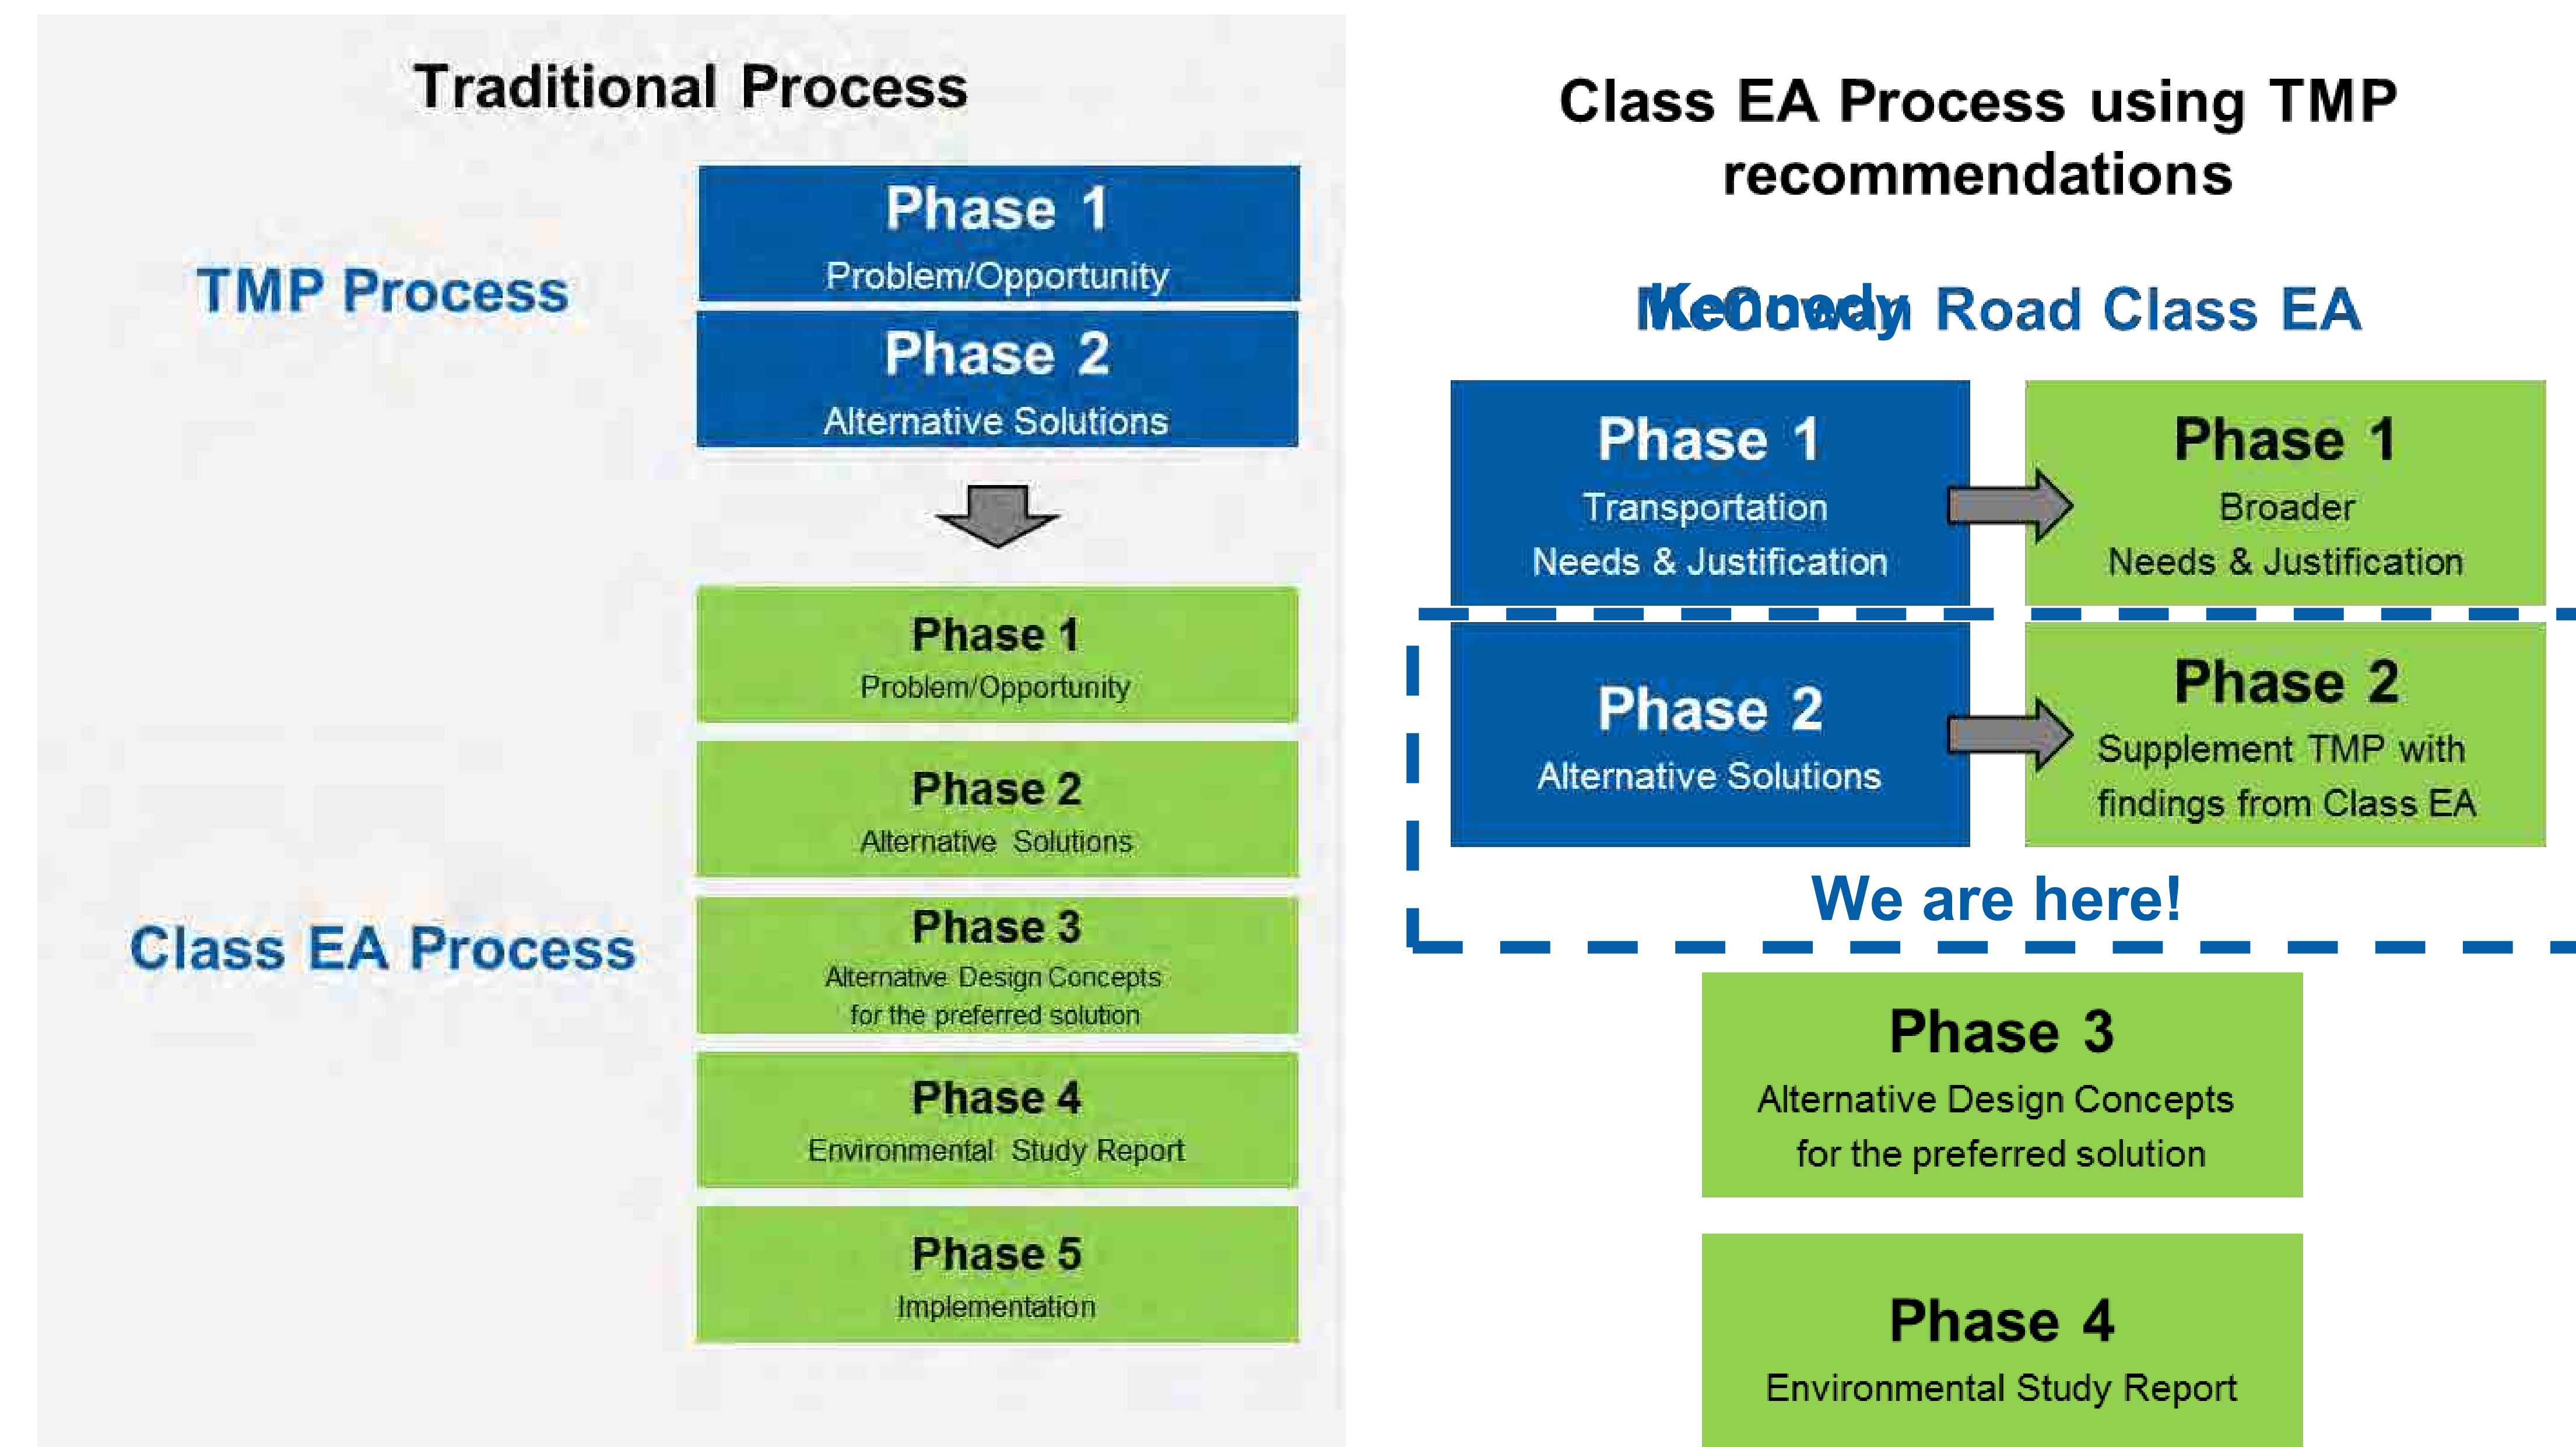 Traditional Process
TMP Process
Phase 1
Problem/Opportunity
Phase 2
Alternative Solutions
Class EA Process
Phase 1
Problem/Opportunity
Phase 2
Alternative Solutions
Phase 3
Alternative Design Concepts
for the preferred solution
Phase 4
Environmental Study Report
Phase 5
Implementation
Class EA Process using TMP
recommendations
Kennedy Road Class EA
Phase 1
Transportation
Needs & Justification
Phase 1
Broader
Needs & Justification
Phase 2
Alternative Solutions
Phase 2
Supplement TMP with
findings from Class EA
We are here!
Phase 3
Alternative Design Concepts
for the preferred solution
Phase 4
Environmental Study Report